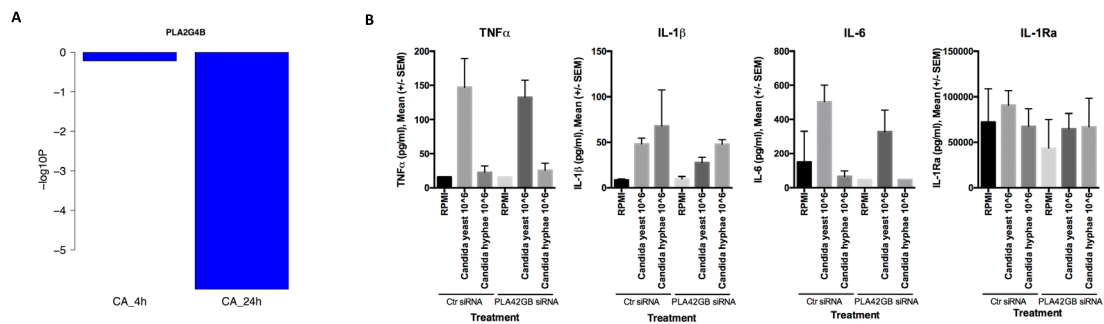 A
PLA2G4B
0
−1
−2
−3
−4
−5
−log10P
CA_4h
CA_24h
B
TNFα
TNFα (pg/ml), Mean (+/- SEM)
200
150
100
50
0
RPMI
Candida yeast 10^6
Candida hyphae 10^6
RPMI
Candida yeast 10^6
Candida hyphae 10^6
Ctr siRNA
PLA42GB siRNA
Treatment
IL-1β
IL-1β (pg/ml), Mean (+/- SEM)
150
100
50
0
RPMI
Candida yeast 10^6
Candida hyphae 10^6
RPMI
Candida yeast 10^6
Candida hyphae 10^6
Ctr siRNA
PLA42GB siRNA
Treatment
IL-6
IL-6 (pg/ml), Mean (+/- SEM)
800
600
400
200
0
RPMI
Candida yeast 10^6
Candida hyphae 10^6
RPMI
Candida yeast 10^6
Candida hyphae 10^6
Ctr siRNA
PLA42GB siRNA
Treatment
IL-1Ra
IL-1Ra (pg/ml), Mean (+/- SEM)
150000
100000
50000
0
RPMI
Candida yeast 10^6
Candida hyphae 10^6
RPMI
Candida yeast 10^6
Candida hyphae 10^6
Ctr siRNA
PLA42GB siRNA
Treatment